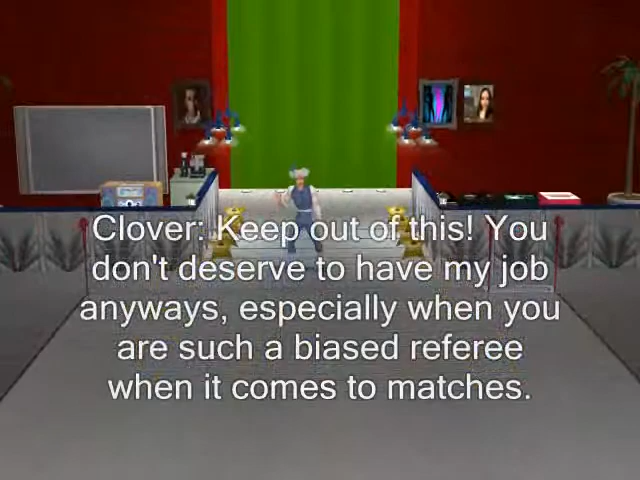 Clover: Keep out of this! You
don't deserve to have my job
anyways, especially when you
are such a biased referee
when it comes to matches.